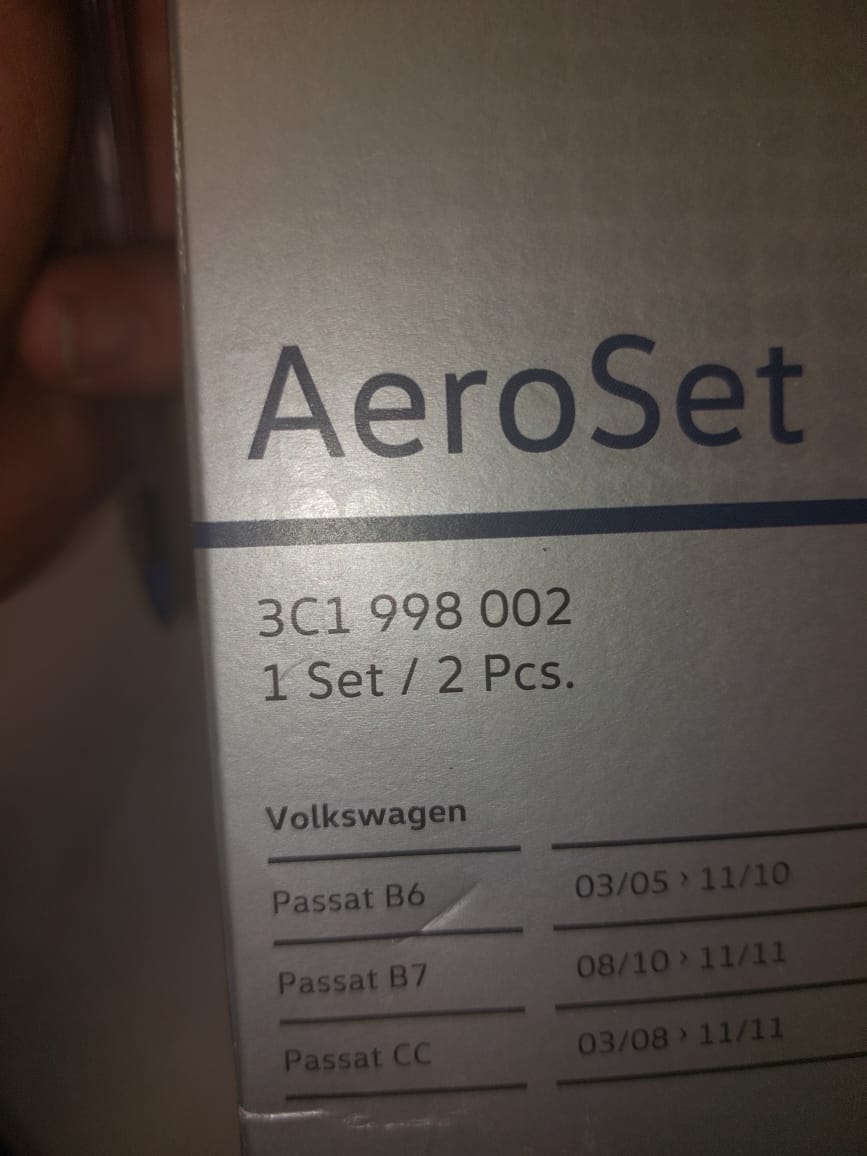 AeroSet
3C1 998 002
1 Set / 2 Pcs.
Volkswagen
Passat B6 03/05 › 11/10
Passat B7 08/10 › 11/11
Passat CC 03/08 › 11/11